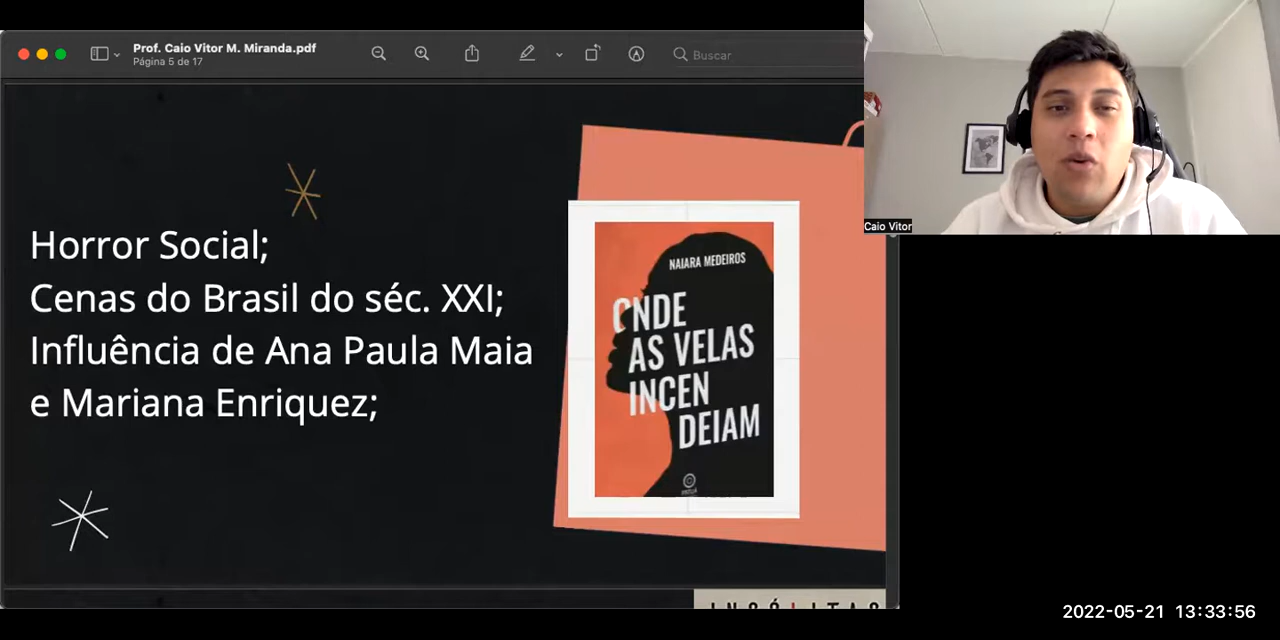 Prof. Caio Vitor M. Miranda.pdf
Página 5 de 17
Buscar
Horror Social;
Cenas do Brasil do séc. XXI;
Influência de Ana Paula Maia
e Mariana Enriquez;
NAIARA MEDEIROS
ONDE
AS VELAS
INCEN
DEIAM
Caio Vitor
2022-05-21 13:33:56